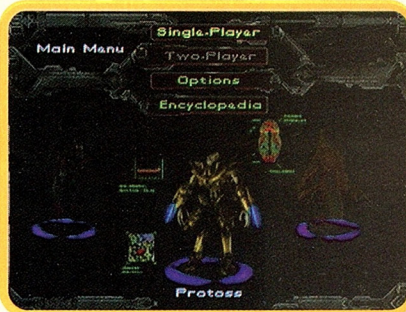 Single-Player
Main Menu
Two-Player
Options
Encyclopedia
Protoss